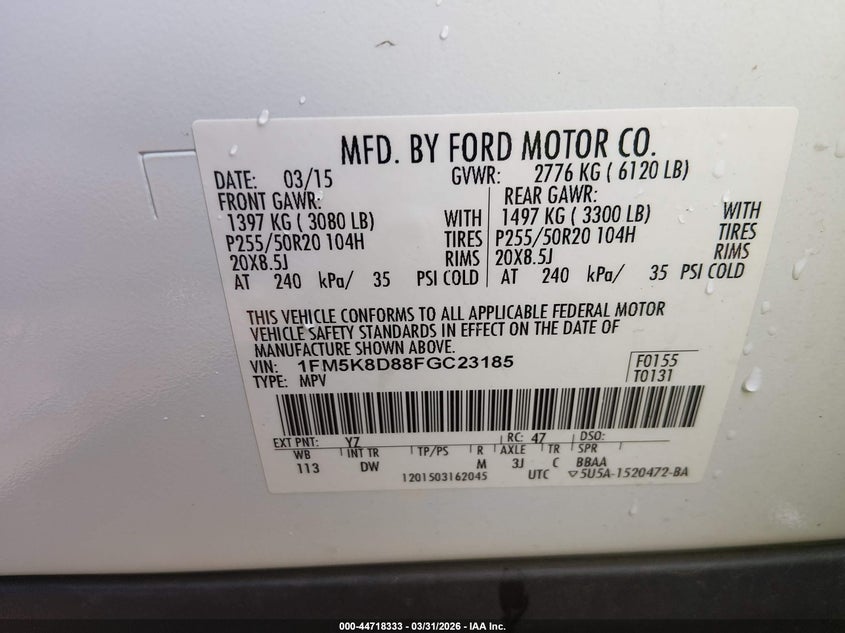 MFD. BY FORD MOTOR CO.
DATE: 03/15 GVWR: 2776 KG ( 6120 LB)
FRONT GAWR: REAR GAWR:
1397 KG ( 3080 LB) WITH 1497 KG ( 3300 LB) WITH
P255/50R20 104H TIRES P255/50R20 104H TIRES
20X8.5J RIMS 20X8.5J RIMS
AT 240 kPa/ 35 PSI COLD AT 240 kPa/ 35 PSI COLD
THIS VEHICLE CONFORMS TO ALL APPLICABLE FEDERAL MOTOR
VEHICLE SAFETY STANDARDS IN EFFECT ON THE DATE OF
MANUFACTURE SHOWN ABOVE.
VIN: 1FM5K8D88FGC23185 F0155
TYPE: MPV T0131
EXT PNT: YZ RC: 47 DSO:
WB INT TR TP/PS R AXLE TR SPR
113 DW M 3J C BBAA
1201503162045 UTC ▽5U5A-1520472-BA
000-44718333 - 03/31/2026 - IAA Inc.